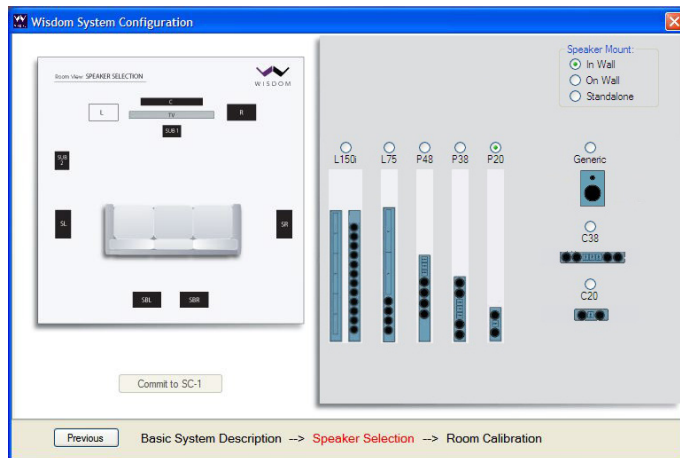 Wisdom System Configuration
Room View: SPEAKER SELECTION
WISDOM
C
L
TV
R
SUB 1
SUB 2
SL
SR
SBL
SBR
Commit to SC-1
Speaker Mount:
In Wall
On Wall
Standalone
L150i
L75
P48
P38
P20
Generic
C38
C20
Previous
Basic System Description --> Speaker Selection --> Room Calibration